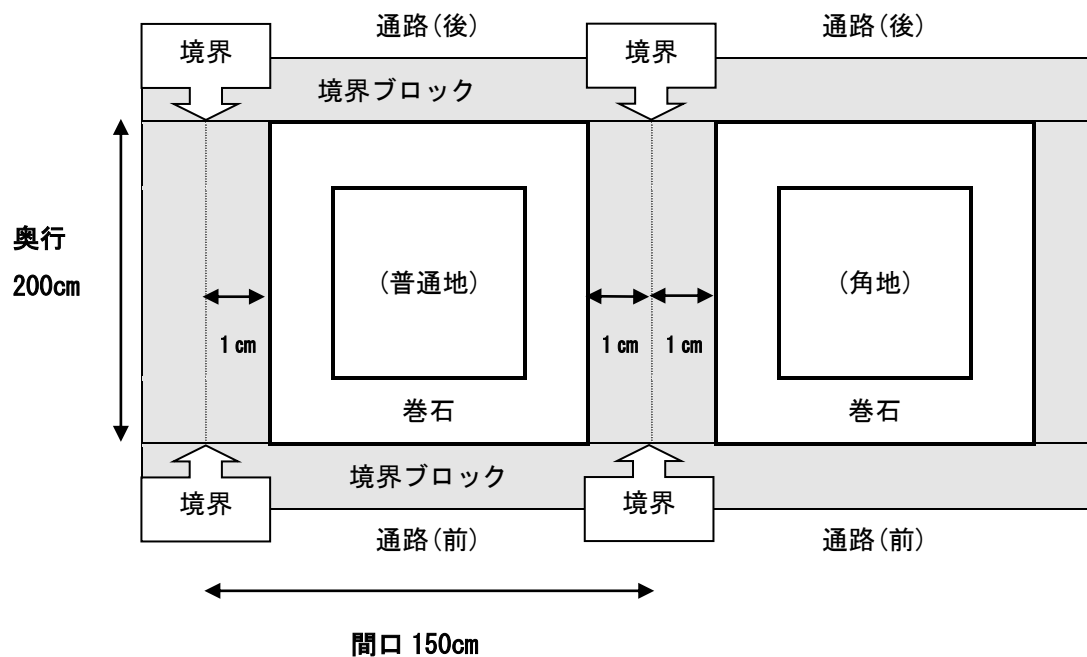 通路(後)
通路(後)
境界
境界
境界ブロック
奥行
200cm
(普通地)
(角地)
1㎝
1㎝
1㎝
巻石
巻石
境界ブロック
境界
境界
通路(前)
通路(前)
間口 150cm